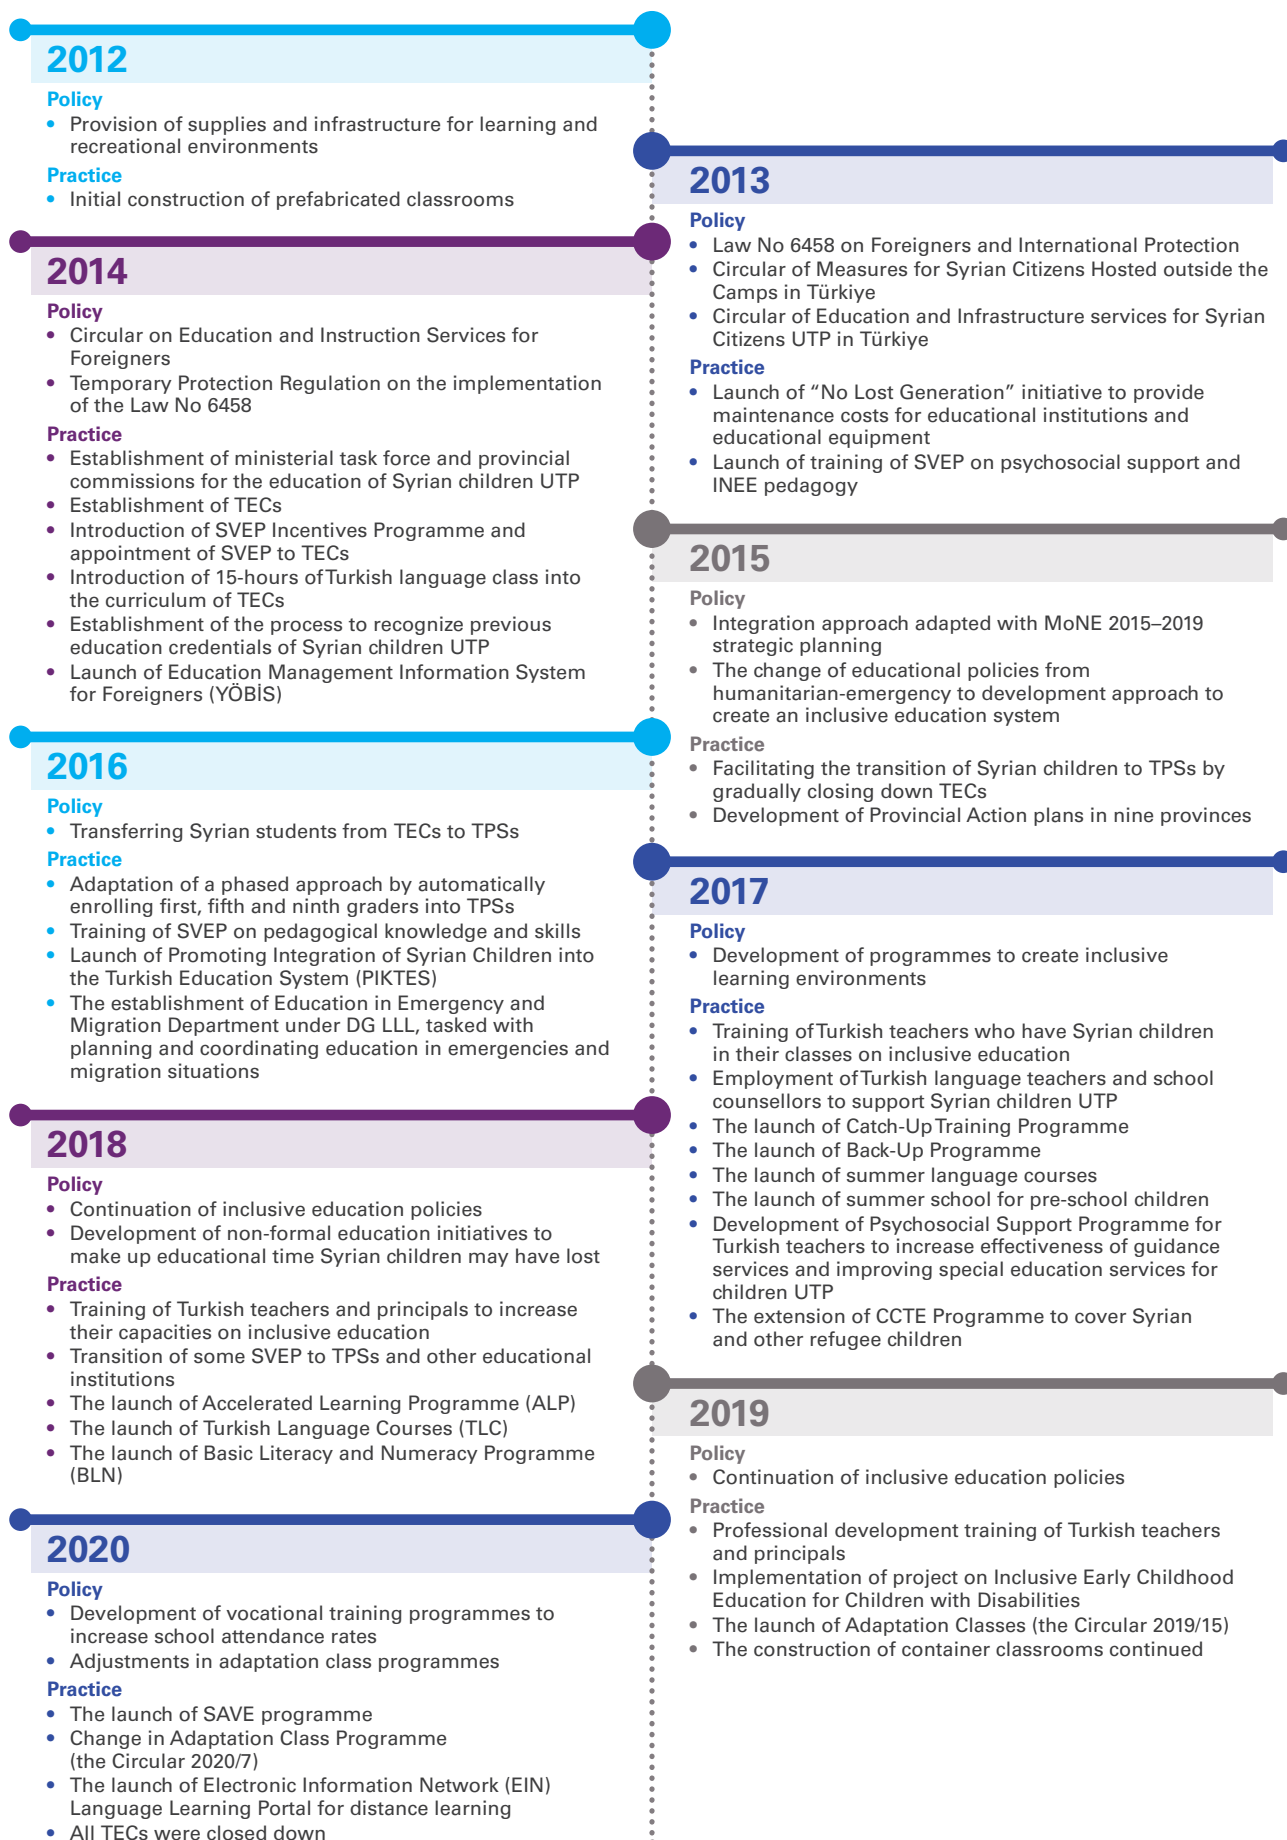 2012
Policy
• Provision of supplies and infrastructure for learning and
recreational environments
Practice
• Initial construction of prefabricated classrooms
2013
Policy
• Law No 6458 on Foreigners and International Protection
• Circular of Measures for Syrian Citizens Hosted outside the
Camps in Türkiye
• Circular of Education and Infrastructure services for Syrian
Citizens UTP in Türkiye
Practice
• Launch of “No Lost Generation” initiative to provide
maintenance costs for educational institutions and
educational equipment
• Launch of training of SVEP on psychosocial support and
INEE pedagogy
2014
Policy
• Circular on Education and Instruction Services for
Foreigners
• Temporary Protection Regulation on the implementation
of the Law No 6458
Practice
• Establishment of ministerial task force and provincial
commissions for the education of Syrian children UTP
• Establishment of TECs
• Introduction of SVEP Incentives Programme and
appointment of SVEP to TECs
• Introduction of 15-hours of Turkish language class into
the curriculum of TECs
• Establishment of the process to recognize previous
education credentials of Syrian children UTP
• Launch of Education Management Information System
for Foreigners (YÖBİS)
2015
Policy
• Integration approach adapted with MoNE 2015–2019
strategic planning
• The change of educational policies from
humanitarian-emergency to development approach to
create an inclusive education system
Practice
• Facilitating the transition of Syrian children to TPSs by
gradually closing down TECs
• Development of Provincial Action plans in nine provinces
2016
Policy
• Transferring Syrian students from TECs to TPSs
Practice
• Adaptation of a phased approach by automatically
enrolling first, fifth and ninth graders into TPSs
• Training of SVEP on pedagogical knowledge and skills
• Launch of Promoting Integration of Syrian Children into
the Turkish Education System (PIKTES)
• The establishment of Education in Emergency and
Migration Department under DG LLL, tasked with
planning and coordinating education in emergencies and
migration situations
2017
Policy
• Development of programmes to create inclusive
learning environments
Practice
• Training of Turkish teachers who have Syrian children
in their classes on inclusive education
• Employment of Turkish language teachers and school
counsellors to support Syrian children UTP
• The launch of Catch-Up Training Programme
• The launch of Back-Up Programme
• The launch of summer language courses
• The launch of summer school for pre-school children
• Development of Psychosocial Support Programme for
Turkish teachers to increase effectiveness of guidance
services and improving special education services for
children UTP
• The extension of CCTE Programme to cover Syrian
and other refugee children
2018
Policy
• Continuation of inclusive education policies
• Development of non-formal education initiatives to
make up educational time Syrian children may have lost
Practice
• Training of Turkish teachers and principals to increase
their capacities on inclusive education
• Transition of some SVEP to TPSs and other educational
institutions
• The launch of Accelerated Learning Programme (ALP)
• The launch of Turkish Language Courses (TLC)
• The launch of Basic Literacy and Numeracy Programme
(BLN)
2019
Policy
• Continuation of inclusive education policies
Practice
• Professional development training of Turkish teachers
and principals
• Implementation of project on Inclusive Early Childhood
Education for Children with Disabilities
• The launch of Adaptation Classes (the Circular 2019/15)
• The construction of container classrooms continued
2020
Policy
• Development of vocational training programmes to
increase school attendance rates
• Adjustments in adaptation class programmes
Practice
• The launch of SAVE programme
• Change in Adaptation Class Programme
(the Circular 2020/7)
• The launch of Electronic Information Network (EIN)
Language Learning Portal for distance learning
• All TECs were closed down